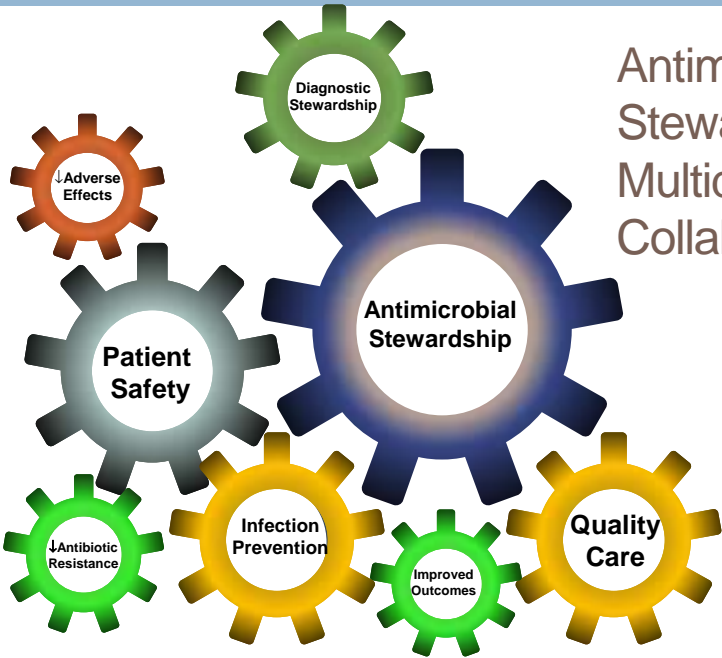 Diagnostic
Stewardship
↓Adverse
Effects
Antimicrobial
Stewardship
Patient
Safety
↓Antibiotic
Resistance
Infection
Prevention
Improved
Outcomes
Quality
Care